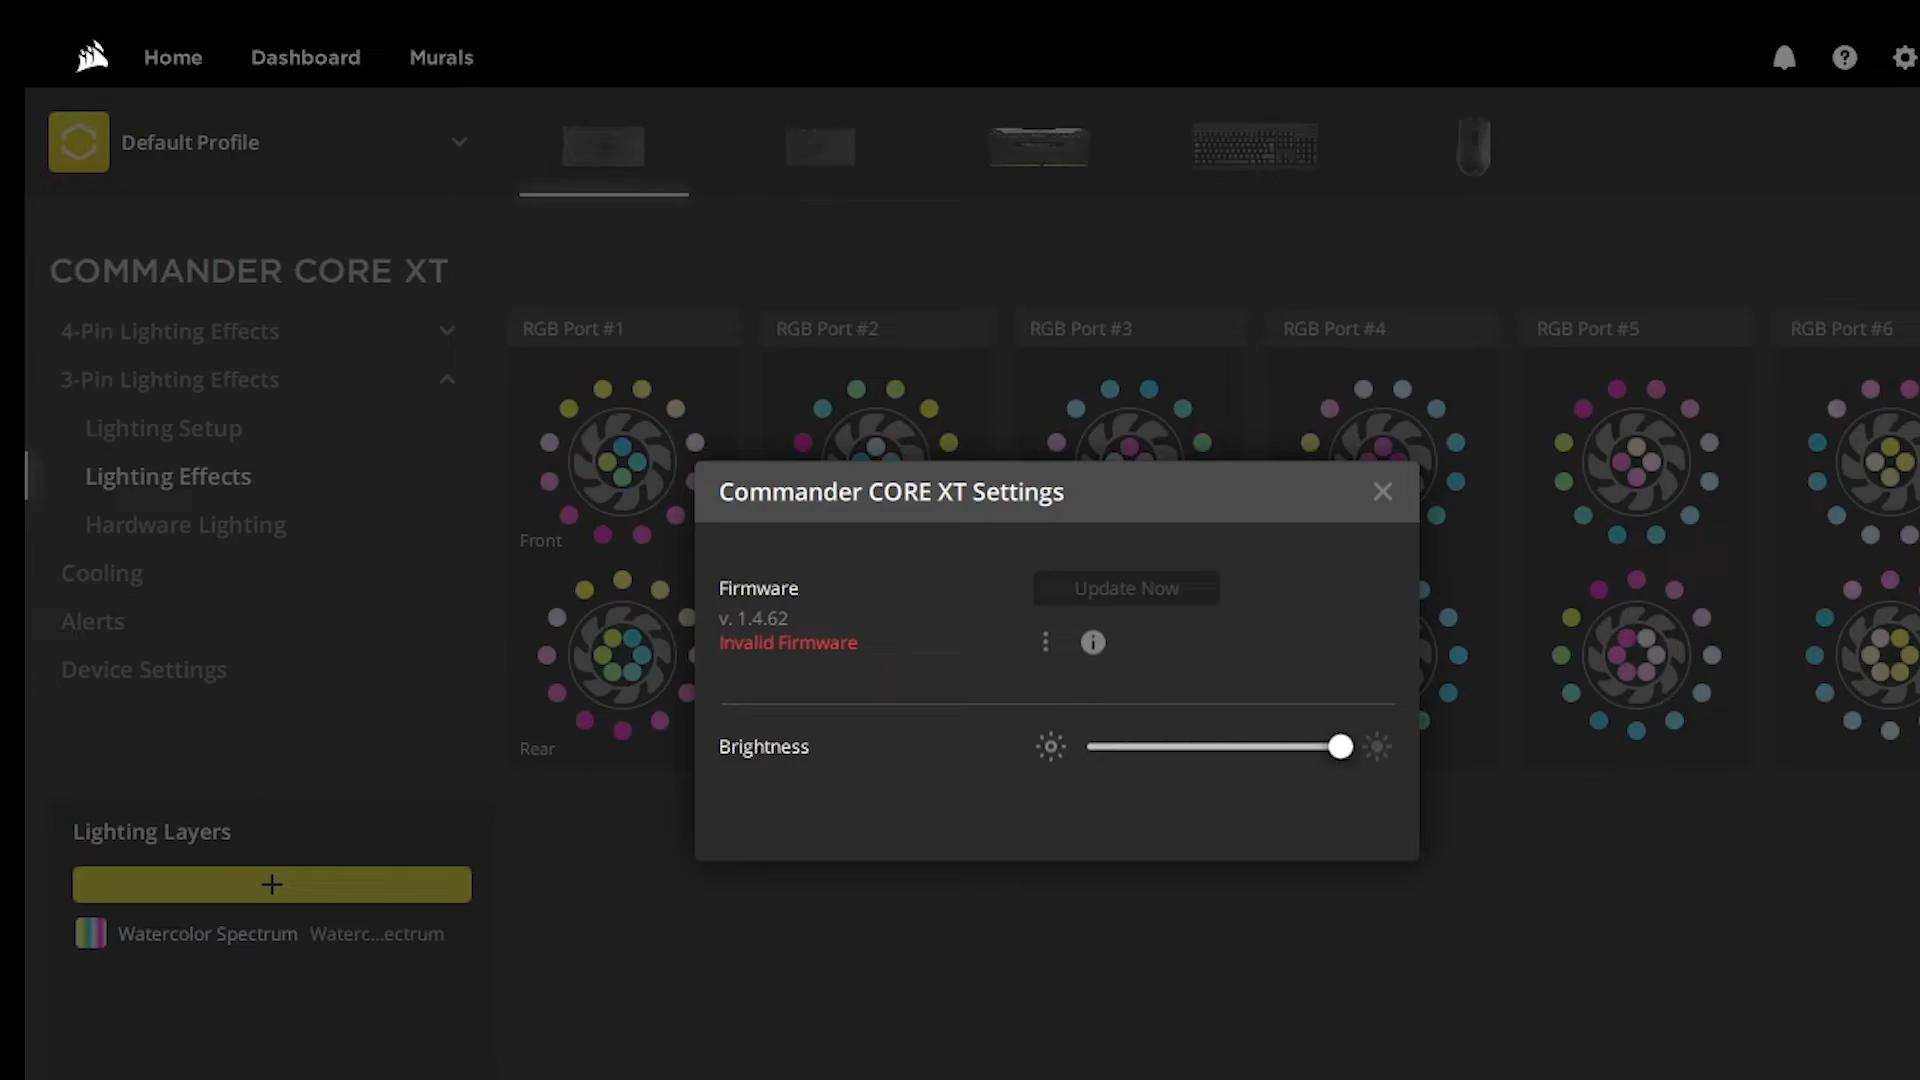 Home Dashboard Murals
Default Profile
COMMANDER CORE XT
4-Pin Lighting Effects
3-Pin Lighting Effects
Lighting Setup
Lighting Effects
Hardware Lighting
Cooling
Alerts
Device Settings
RGB Port #1 RGB Port #2 RGB Port #3 RGB Port #4 RGB Port #5 RGB Port #6
Front
Rear
Commander CORE XT Settings
Firmware
Update Now
v. 1.4.62
Invalid Firmware
Brightness
Lighting Layers
Watercolor Spectrum Waterc...ectrum